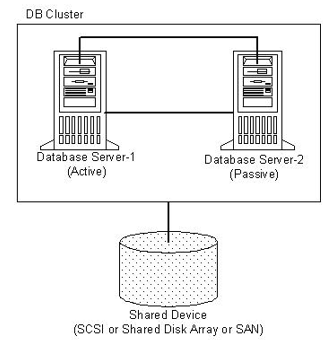 DB Cluster
Database Server-1
(Active)
Database Server-2
(Passive)
Shared Device
(SCSI or Shared Disk Array or SAN)